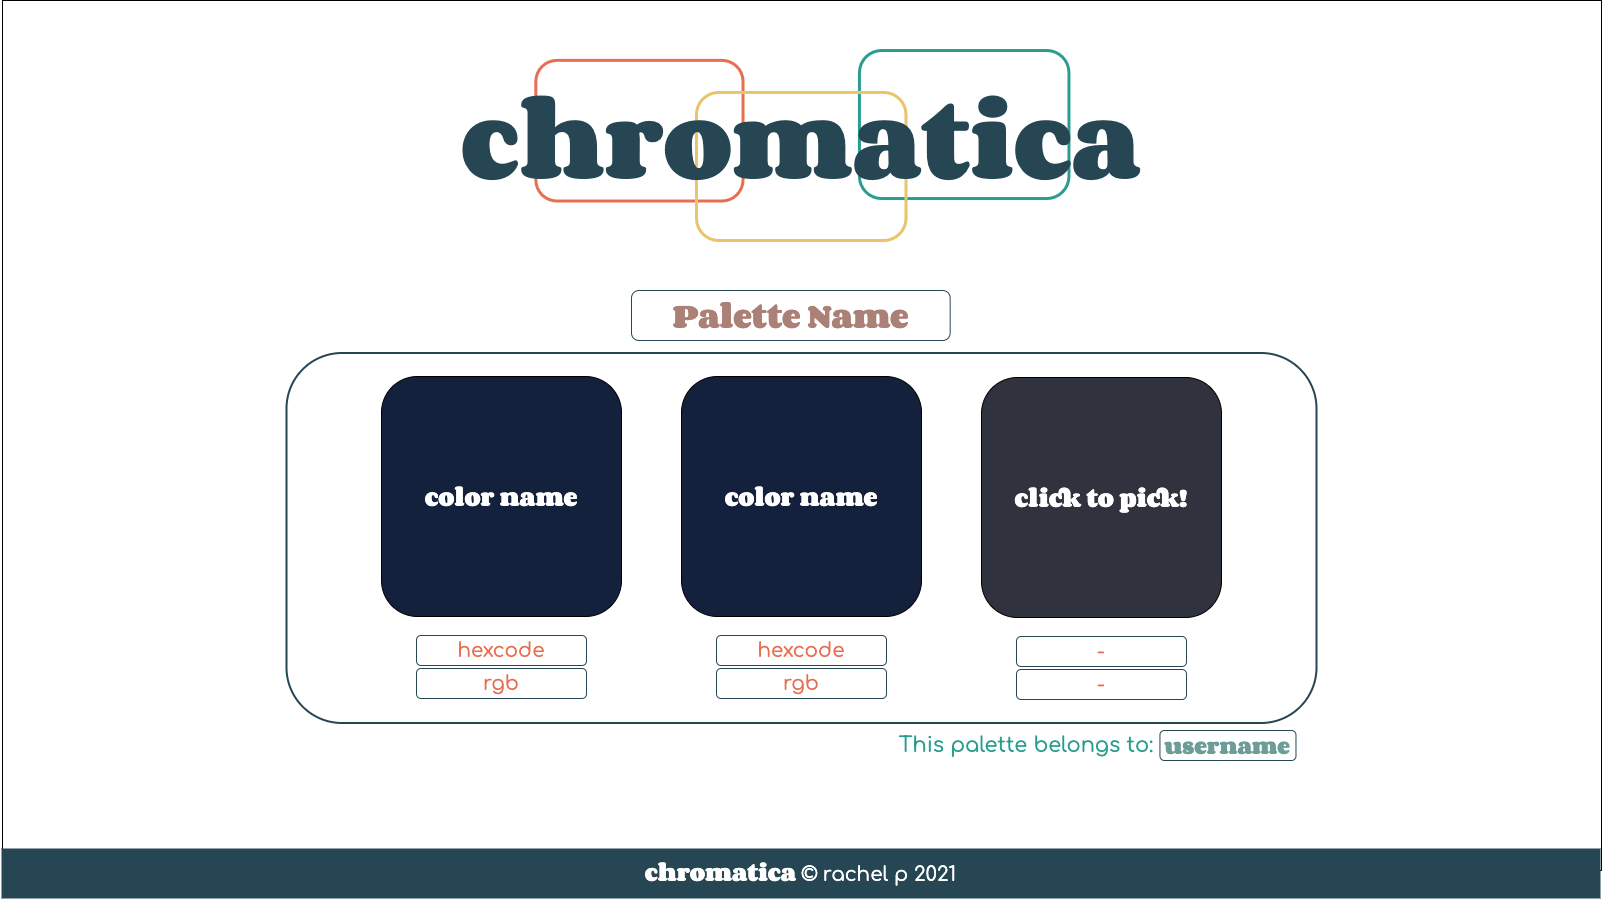 chromatica
Palette Name
color name
color name
click to pick!
hexcode
hexcode
-
rgb
rgb
-
This palette belongs to: username
chromatica © rachel p 2021